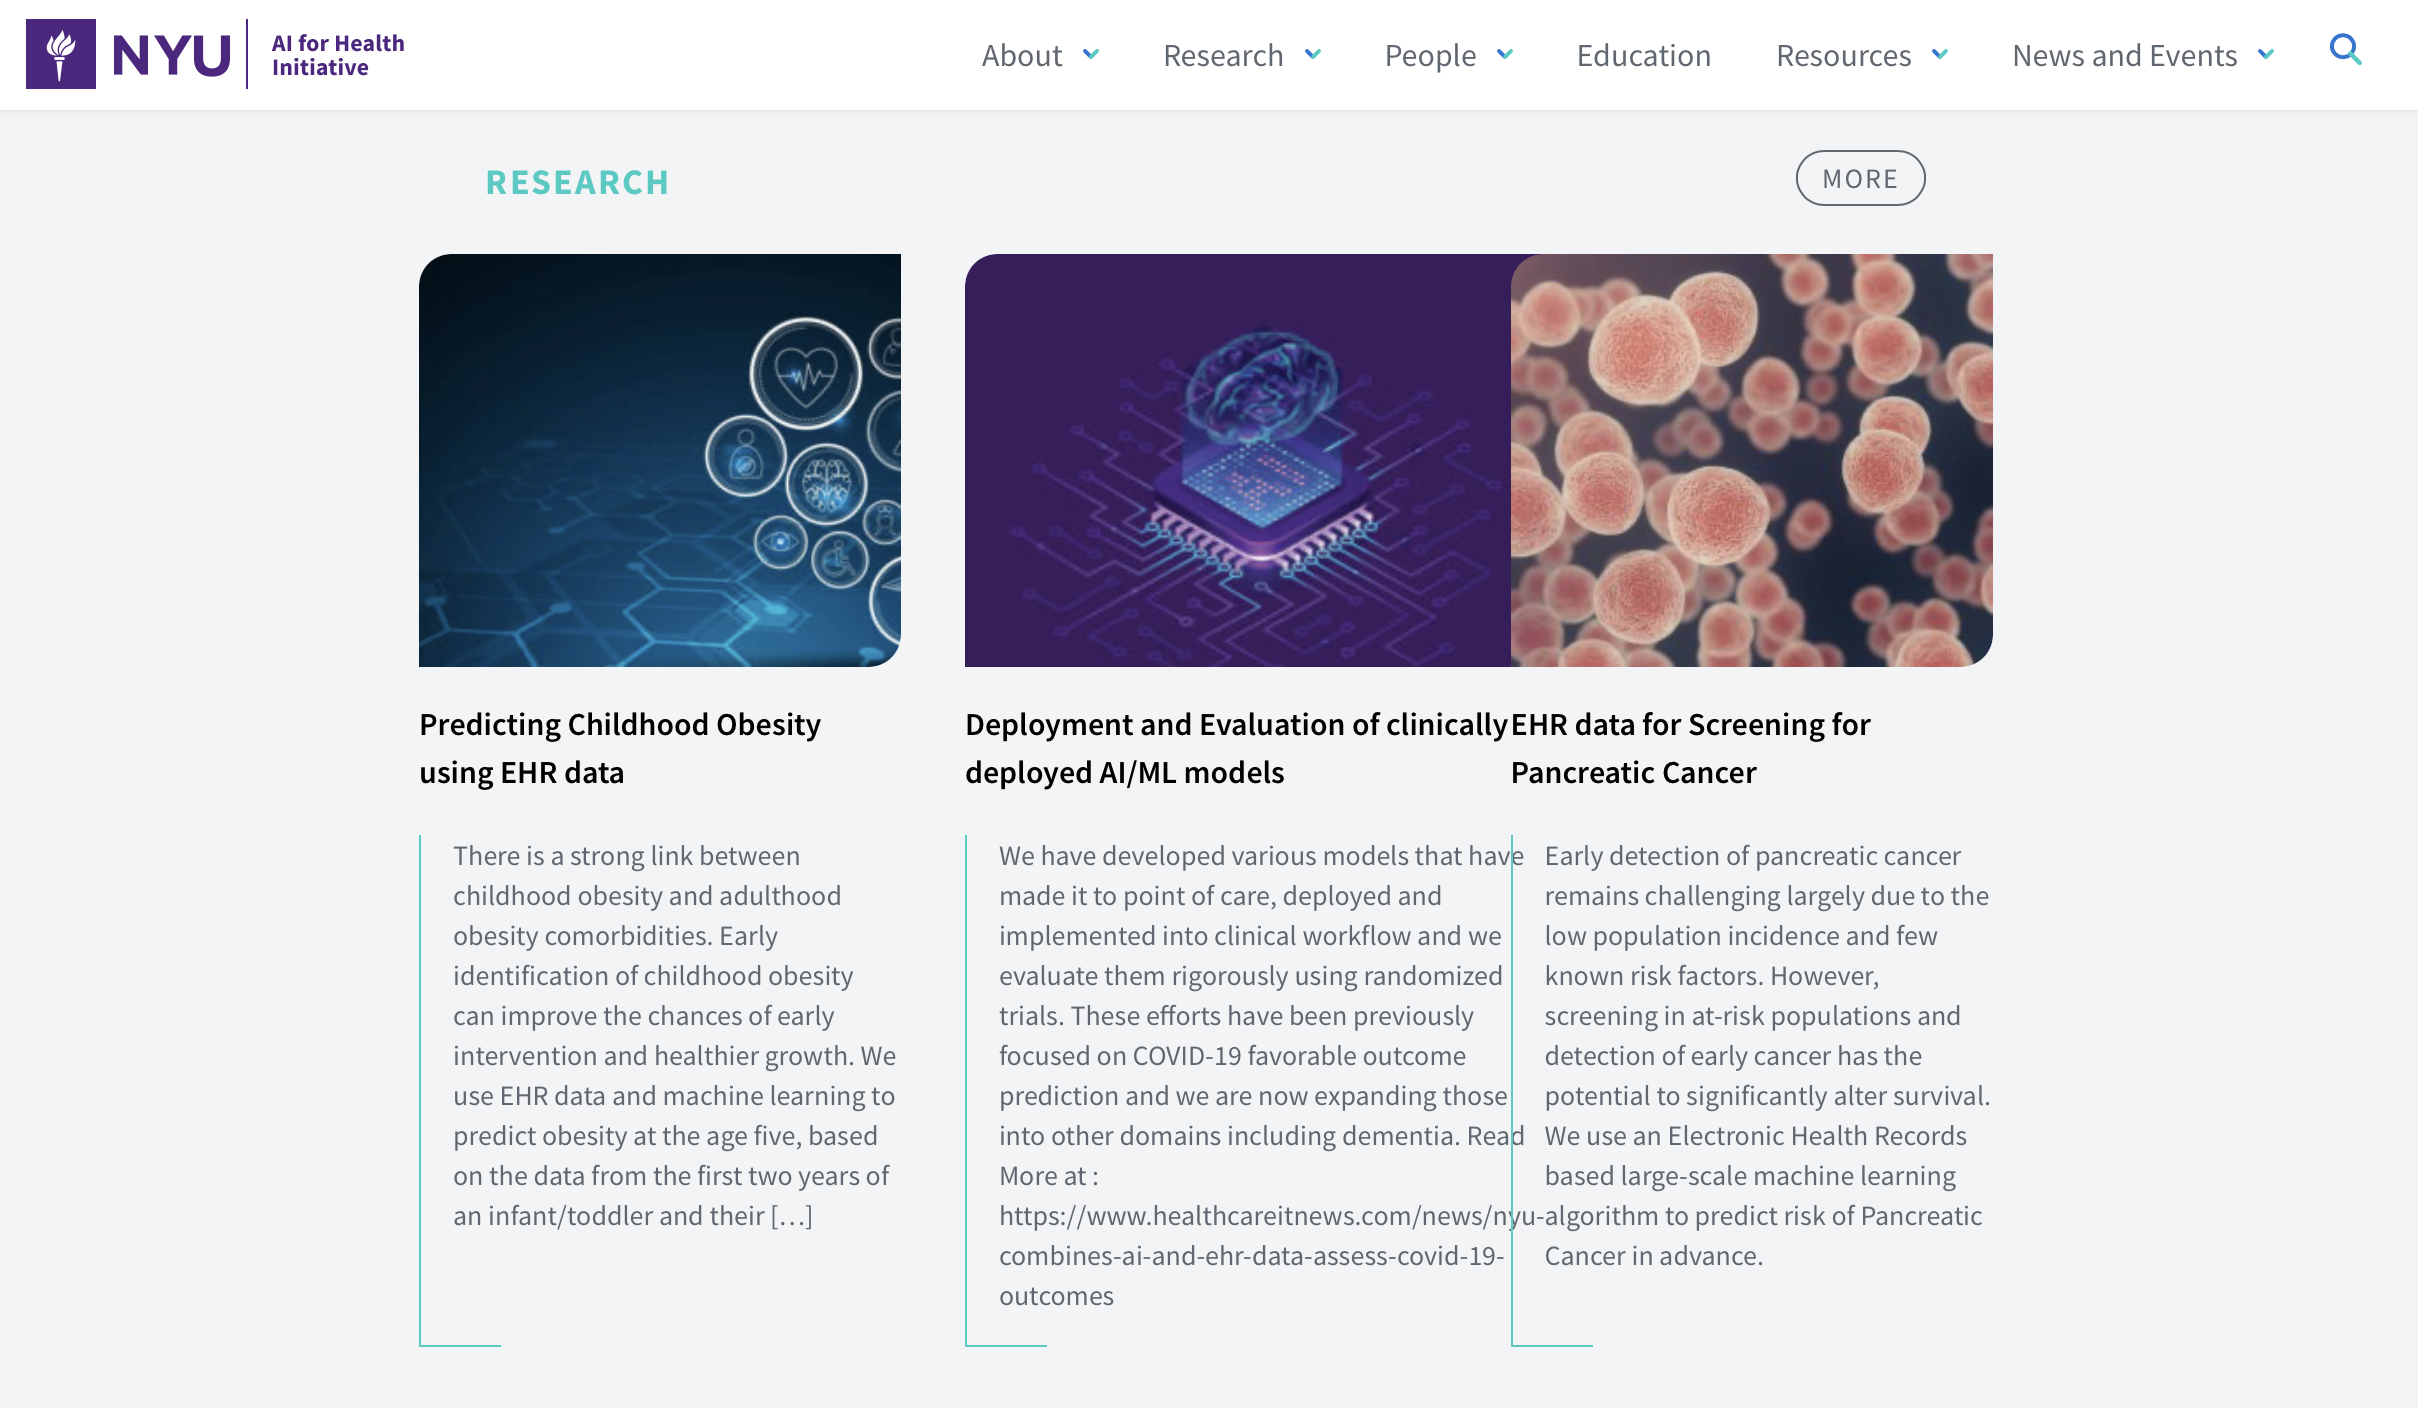 NYU
AI for Health
Initiative
About
Research
People
Education
Resources
News and Events
RESEARCH
MORE
Predicting Childhood Obesity
using EHR data
There is a strong link between
childhood obesity and adulthood
obesity comorbidities. Early
identification of childhood obesity
can improve the chances of early
intervention and healthier growth. We
use EHR data and machine learning to
predict obesity at the age five, based
on the data from the first two years of
an infant/toddler and their […]
Deployment and Evaluation of clinically
deployed AI/ML models
We have developed various models that have
made it to point of care, deployed and
implemented into clinical workflow and we
evaluate them rigorously using randomized
trials. These efforts have been previously
focused on COVID-19 favorable outcome
prediction and we are now expanding those
into other domains including dementia. Read
More at :
https://www.healthcareitnews.com/news/nyu-
combines-ai-and-ehr-data-assess-covid-19-
outcomes
EHR data for Screening for
Pancreatic Cancer
Early detection of pancreatic cancer
remains challenging largely due to the
low population incidence and few
known risk factors. However,
screening in at-risk populations and
detection of early cancer has the
potential to significantly alter survival.
We use an Electronic Health Records
based large-scale machine learning
algorithm to predict risk of Pancreatic
Cancer in advance.